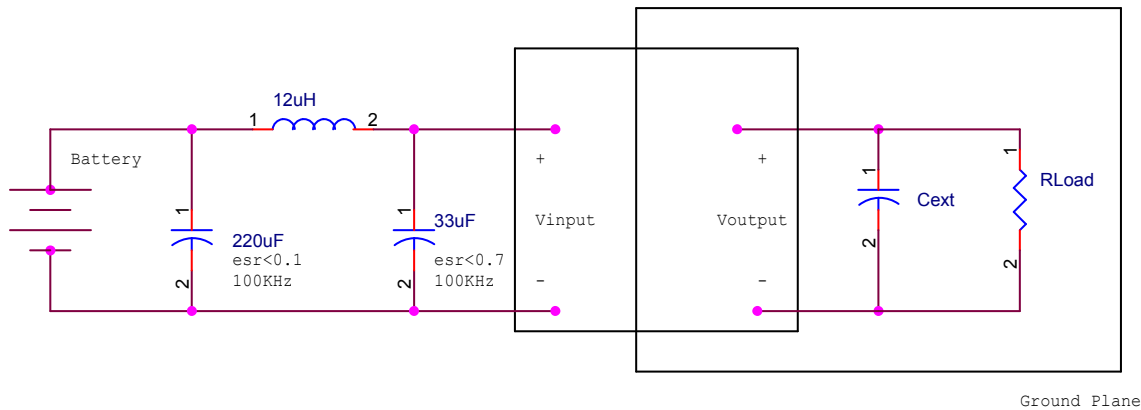 12uH
1 2
Battery
+ +
1 1 1 1
RLoad
Cext
Vinput Voutput
33uF
220uF
esr<0.1 esr<0.7
100KHz 100KHz
2 2 2 2
- -
Ground Plane